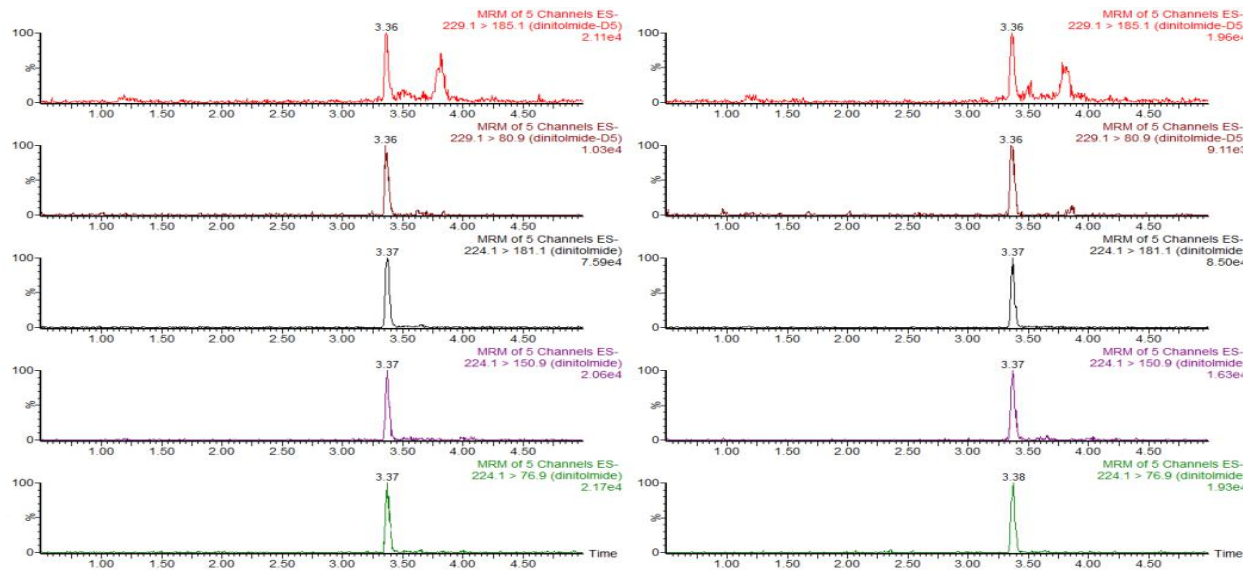 MRM of 5 Channels ES-
229.1 > 185.1 (dinitolmide-D5)
2.11e4
3.36
100
%
0
1.00 1.50 2.00 2.50 3.00 3.50 4.00 4.50
MRM of 5 Channels ES-
229.1 > 80.9 (dinitolmide-D5)
1.03e4
3.36
100
%
0
1.00 1.50 2.00 2.50 3.00 3.50 4.00 4.50
MRM of 5 Channels ES-
224.1 > 181.1 (dinitolmide)
7.59e4
3.37
100
%
0
1.00 1.50 2.00 2.50 3.00 3.50 4.00 4.50
MRM of 5 Channels ES-
224.1 > 150.9 (dinitolmide)
2.06e4
3.37
100
%
0
1.00 1.50 2.00 2.50 3.00 3.50 4.00 4.50
MRM of 5 Channels ES-
224.1 > 76.9 (dinitolmide)
2.17e4
3.37
100
%
0
Time
1.00 1.50 2.00 2.50 3.00 3.50 4.00 4.50
MRM of 5 Channels ES-
229.1 > 185.1 (dinitolmide-D5)
1.96e4
3.36
100
%
0
1.00 1.50 2.00 2.50 3.00 3.50 4.00 4.50
MRM of 5 Channels ES-
229.1 > 80.9 (dinitolmide-D5)
9.11e3
3.36
100
%
0
1.00 1.50 2.00 2.50 3.00 3.50 4.00 4.50
MRM of 5 Channels ES-
224.1 > 181.1 (dinitolmide)
8.50e4
3.37
100
%
0
1.00 1.50 2.00 2.50 3.00 3.50 4.00 4.50
MRM of 5 Channels ES-
224.1 > 150.9 (dinitolmide)
1.63e4
3.37
100
%
0
1.00 1.50 2.00 2.50 3.00 3.50 4.00 4.50
MRM of 5 Channels ES-
224.1 > 76.9 (dinitolmide)
1.93e4
3.38
100
%
0
Time
1.00 1.50 2.00 2.50 3.00 3.50 4.00 4.50